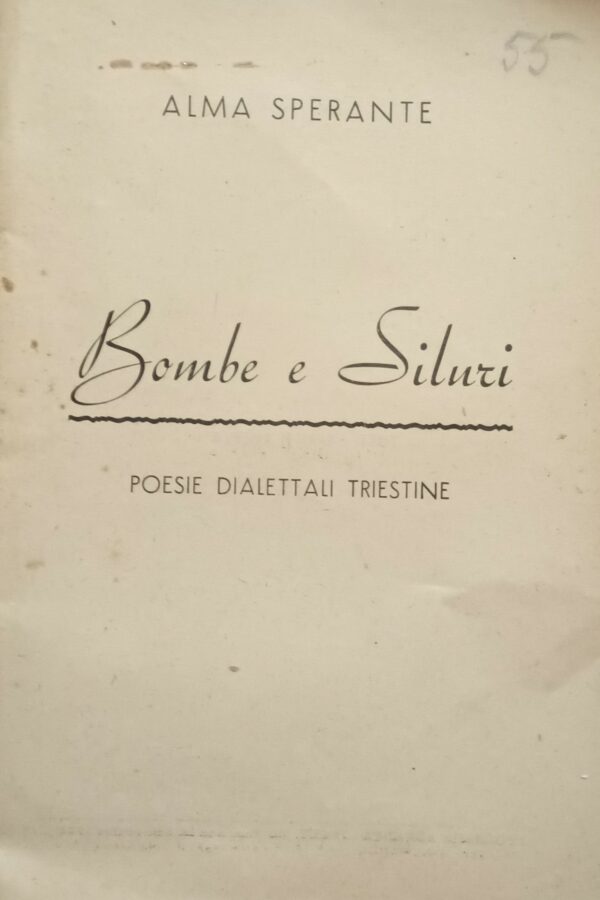 55
ALMA SPERANTE
Bombe e Siluri
POESIE DIALETTALI TRIESTINE